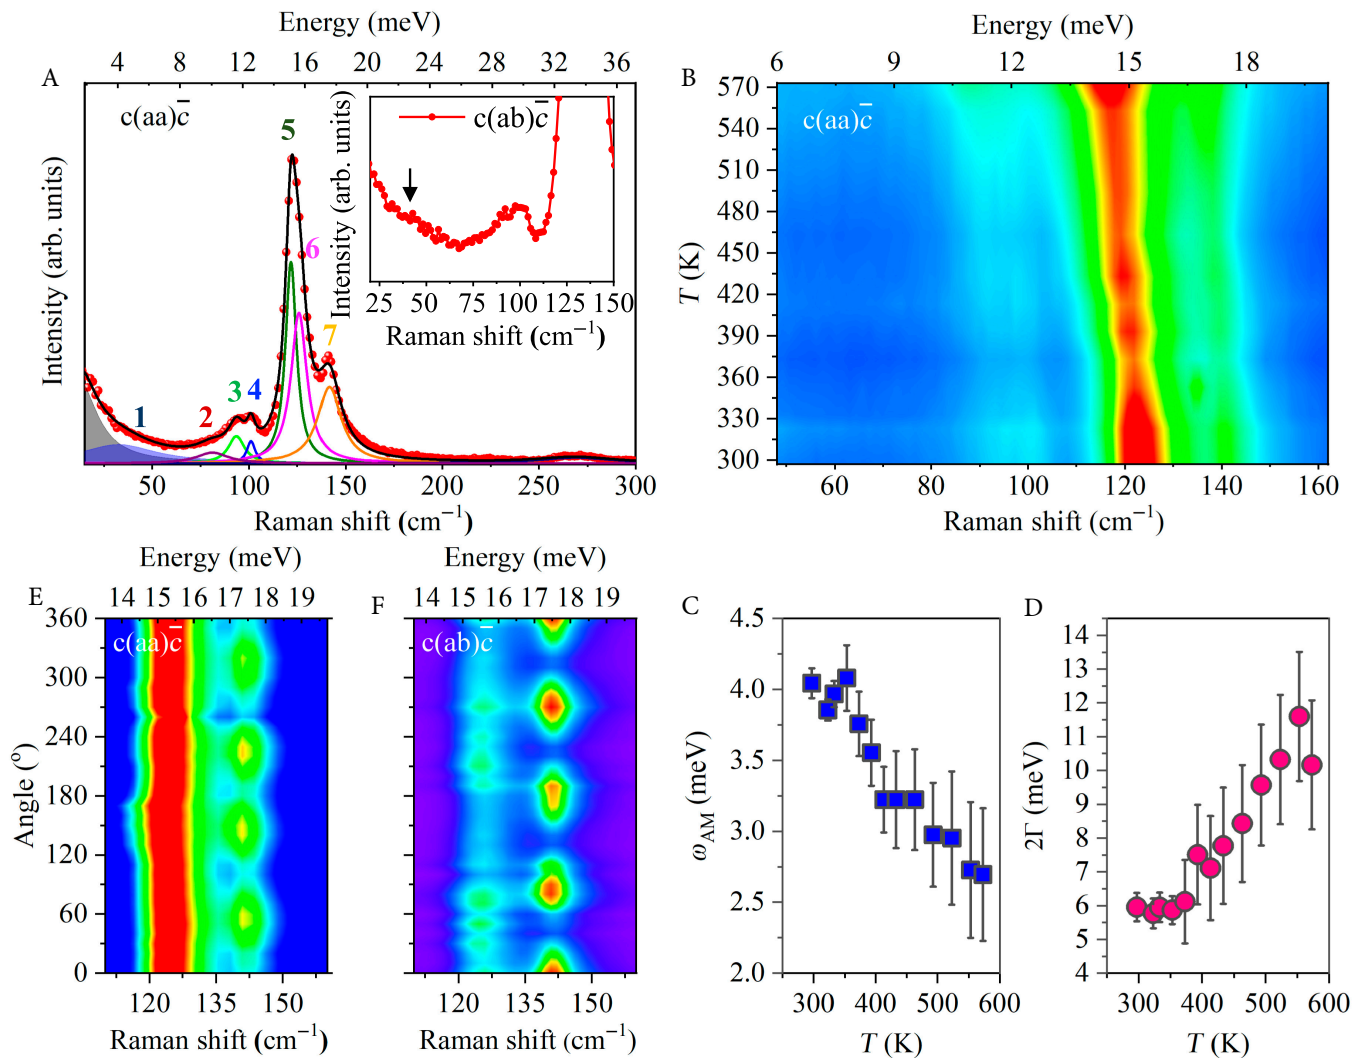 Energy (meV)
4 8 12 16 20 24 28 32 36
A
c(aa)c̅
5
6
7
1
2
3
4
Intensity (arb. units)
50 100 150 200 250 300
Raman shift (cm⁻¹)
c(ab)c̅
Intensity (arb. units)
25 50 75 100 125 150
Raman shift (cm⁻¹)
Energy (meV)
6 9 12 15 18
B
c(aa)c̅
570
540
510
480
450
420
390
360
330
300
T (K)
60 80 100 120 140 160
Raman shift (cm⁻¹)
Energy (meV)
14 15 16 17 18 19
E
c(aa)c̅
360
300
240
180
120
60
0
Angle (°)
120 135 150
Raman shift (cm⁻¹)
Energy (meV)
14 15 16 17 18 19
F
c(ab)c̅
120 135 150
Raman shift (cm⁻¹)
C
4.5
4.0
3.5
3.0
2.5
2.0
ω_AM (meV)
300 400 500 600
T (K)
D
14
13
12
11
10
9
8
7
6
5
4
2Γ (meV)
300 400 500 600
T (K)